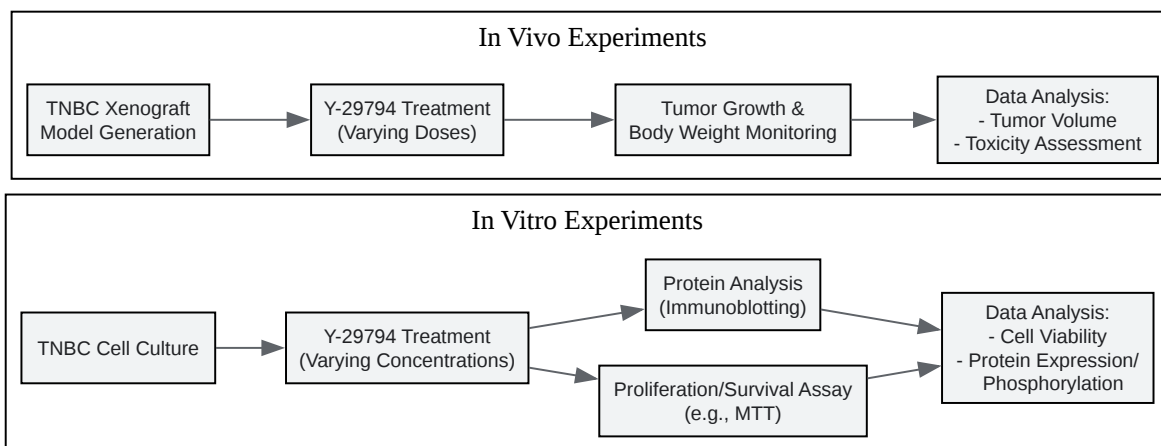 In Vivo Experiments
TNBC Xenograft
Model Generation
Y-29794 Treatment
(Varying Doses)
Tumor Growth &
Body Weight Monitoring
Data Analysis:
- Tumor Volume
- Toxicity Assessment
In Vitro Experiments
TNBC Cell Culture
Y-29794 Treatment
(Varying Concentrations)
Protein Analysis
(Immunoblotting)
Proliferation/Survival Assay
(e.g., MTT)
Data Analysis:
- Cell Viability
- Protein Expression/
Phosphorylation